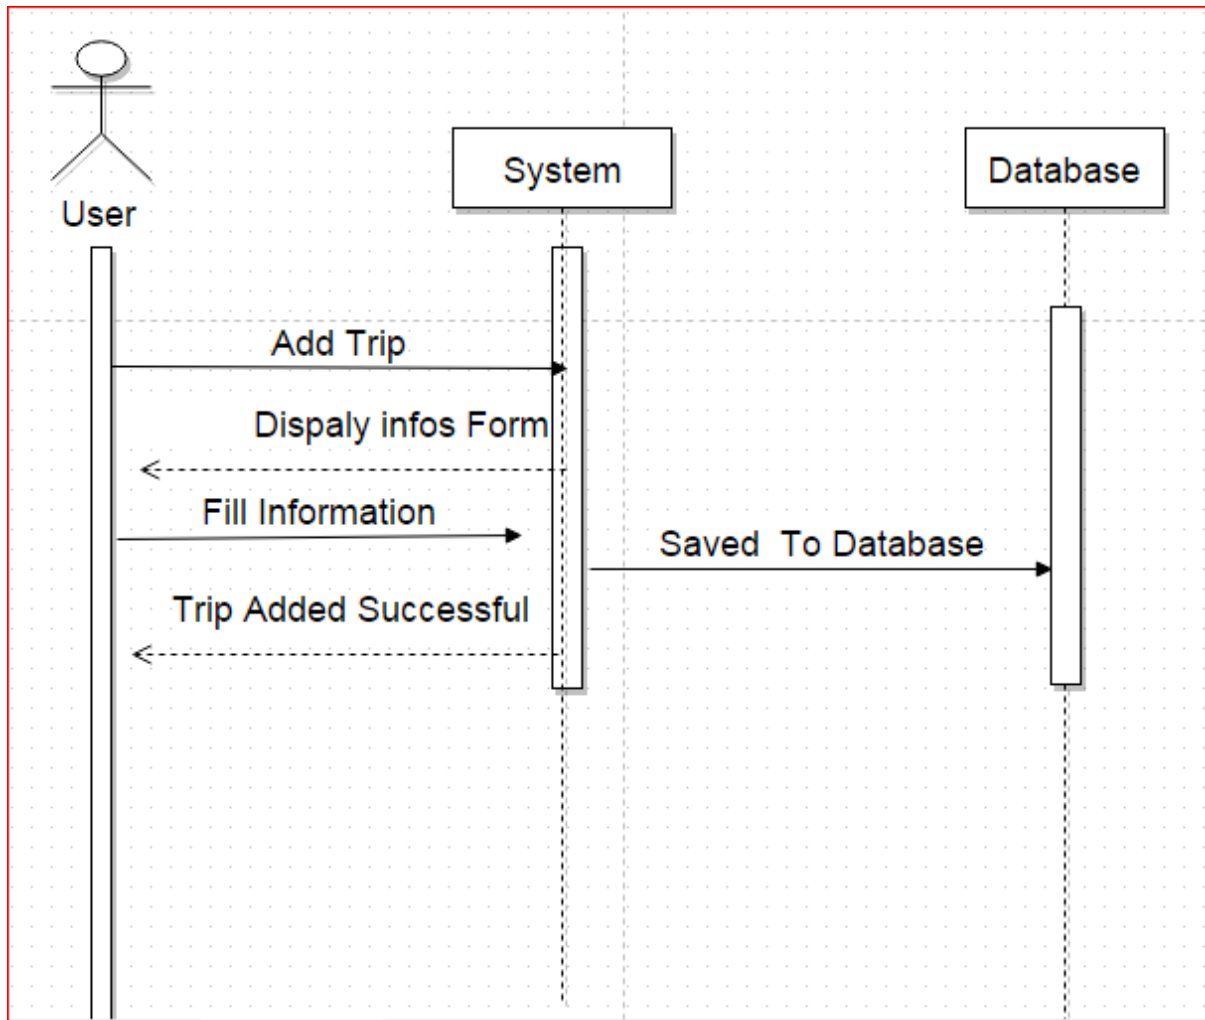 User
System
Database
Add Trip
Dispaly infos Form
Fill Information
Saved  To Database
Trip Added Successful